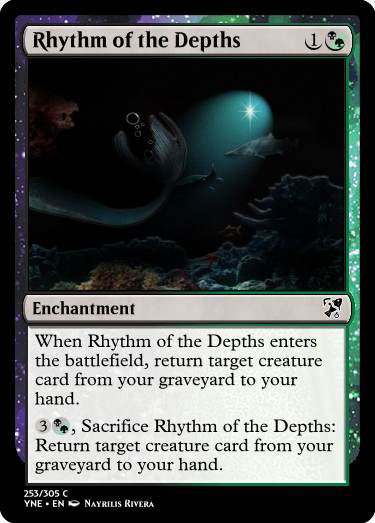 Rhythm of the Depths 1
Enchantment
When Rhythm of the Depths enters
the battlefield, return target creature
card from your graveyard to your
hand.
3, Sacrifice Rhythm of the Depths:
Return target creature card from your
graveyard to your hand.
253/305 C
YNE • EN Nayrilis Rivera